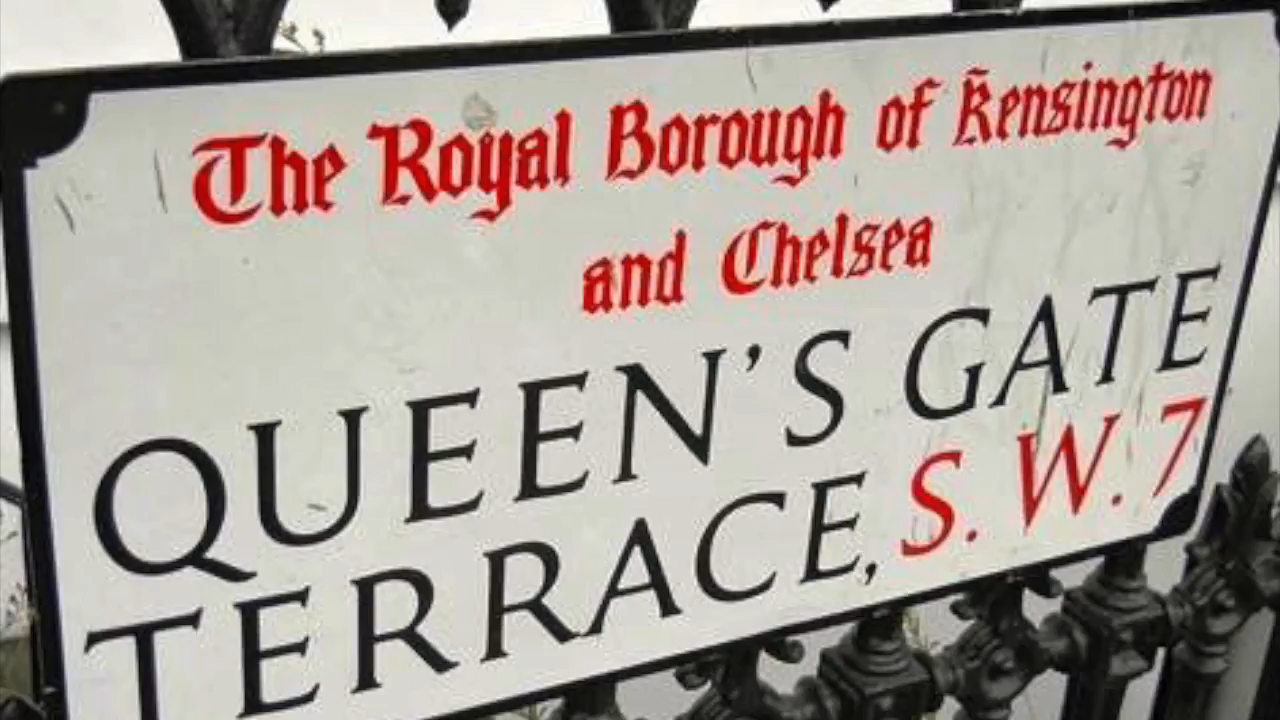 The Royal Borough of Kensington
and Chelsea
QUEEN'S GATE
TERRACE, S. W. 7